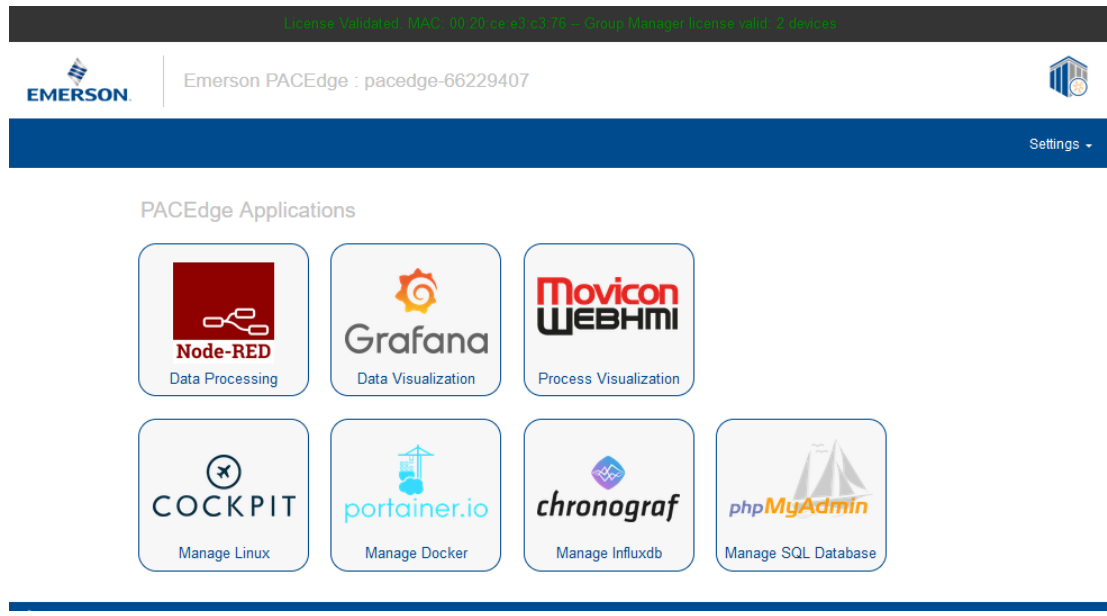 License Validated. MAC: 00:20:ce:e3:c3:76 -- Group Manager license valid: 2 devices
EMERSON.
Emerson PACEdge : pacedge-66229407
Settings
PACEdge Applications
Node-RED
Data Processing
Grafana
Data Visualization
Movicon
WEBHMI
Process Visualization
COCKPIT
Manage Linux
portainer.io
Manage Docker
chronograf
Manage Influxdb
phpMyAdmin
Manage SQL Database